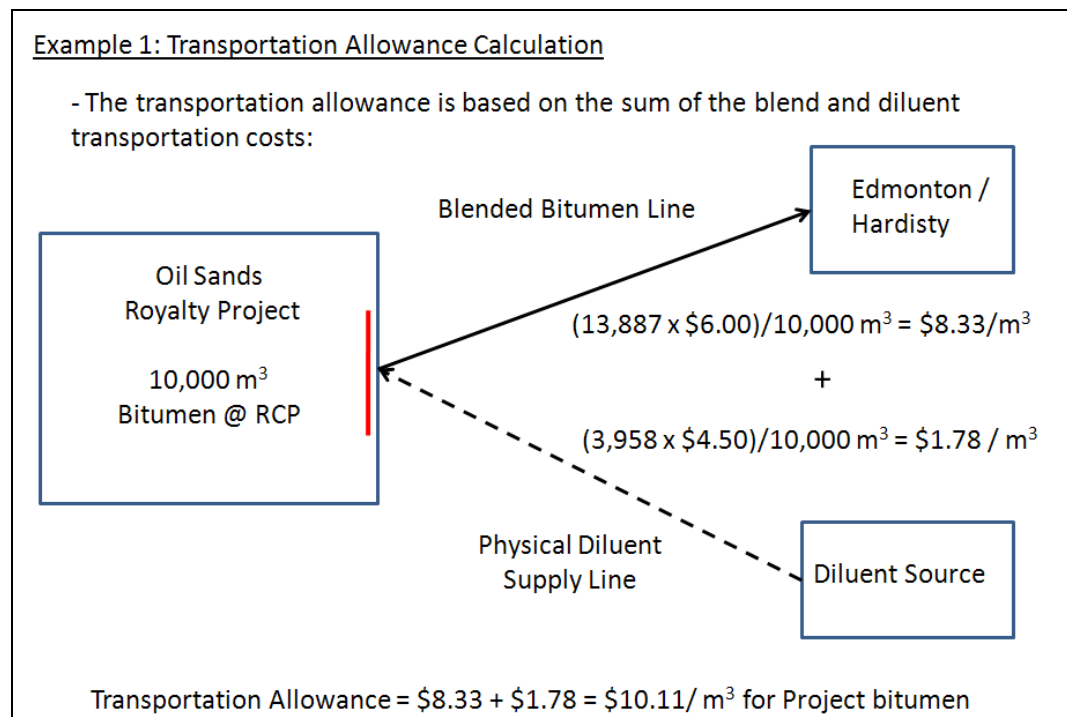 Example 1: Transportation Allowance Calculation
- The transportation allowance is based on the sum of the blend and diluent
transportation costs:
Blended Bitumen Line
Edmonton /
Hardisty
Oil Sands
Royalty Project
10,000 m³
Bitumen @ RCP
(13,887 x $6.00)/10,000 m³ = $8.33/m³
+
(3,958 x $4.50)/10,000 m³ = $1.78 / m³
Physical Diluent
Supply Line
Diluent Source
Transportation Allowance = $8.33 + $1.78 = $10.11/ m³ for Project bitumen